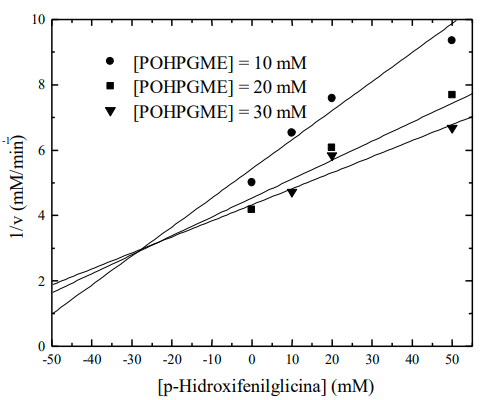 10
8
6
4
2
0
1/v (mM/min)-1
[POHPGME] = 10 mM
[POHPGME] = 20 mM
[POHPGME] = 30 mM
-50 -40 -30 -20 -10 0 10 20 30 40 50
[p-Hidroxifenilglicina] (mM)